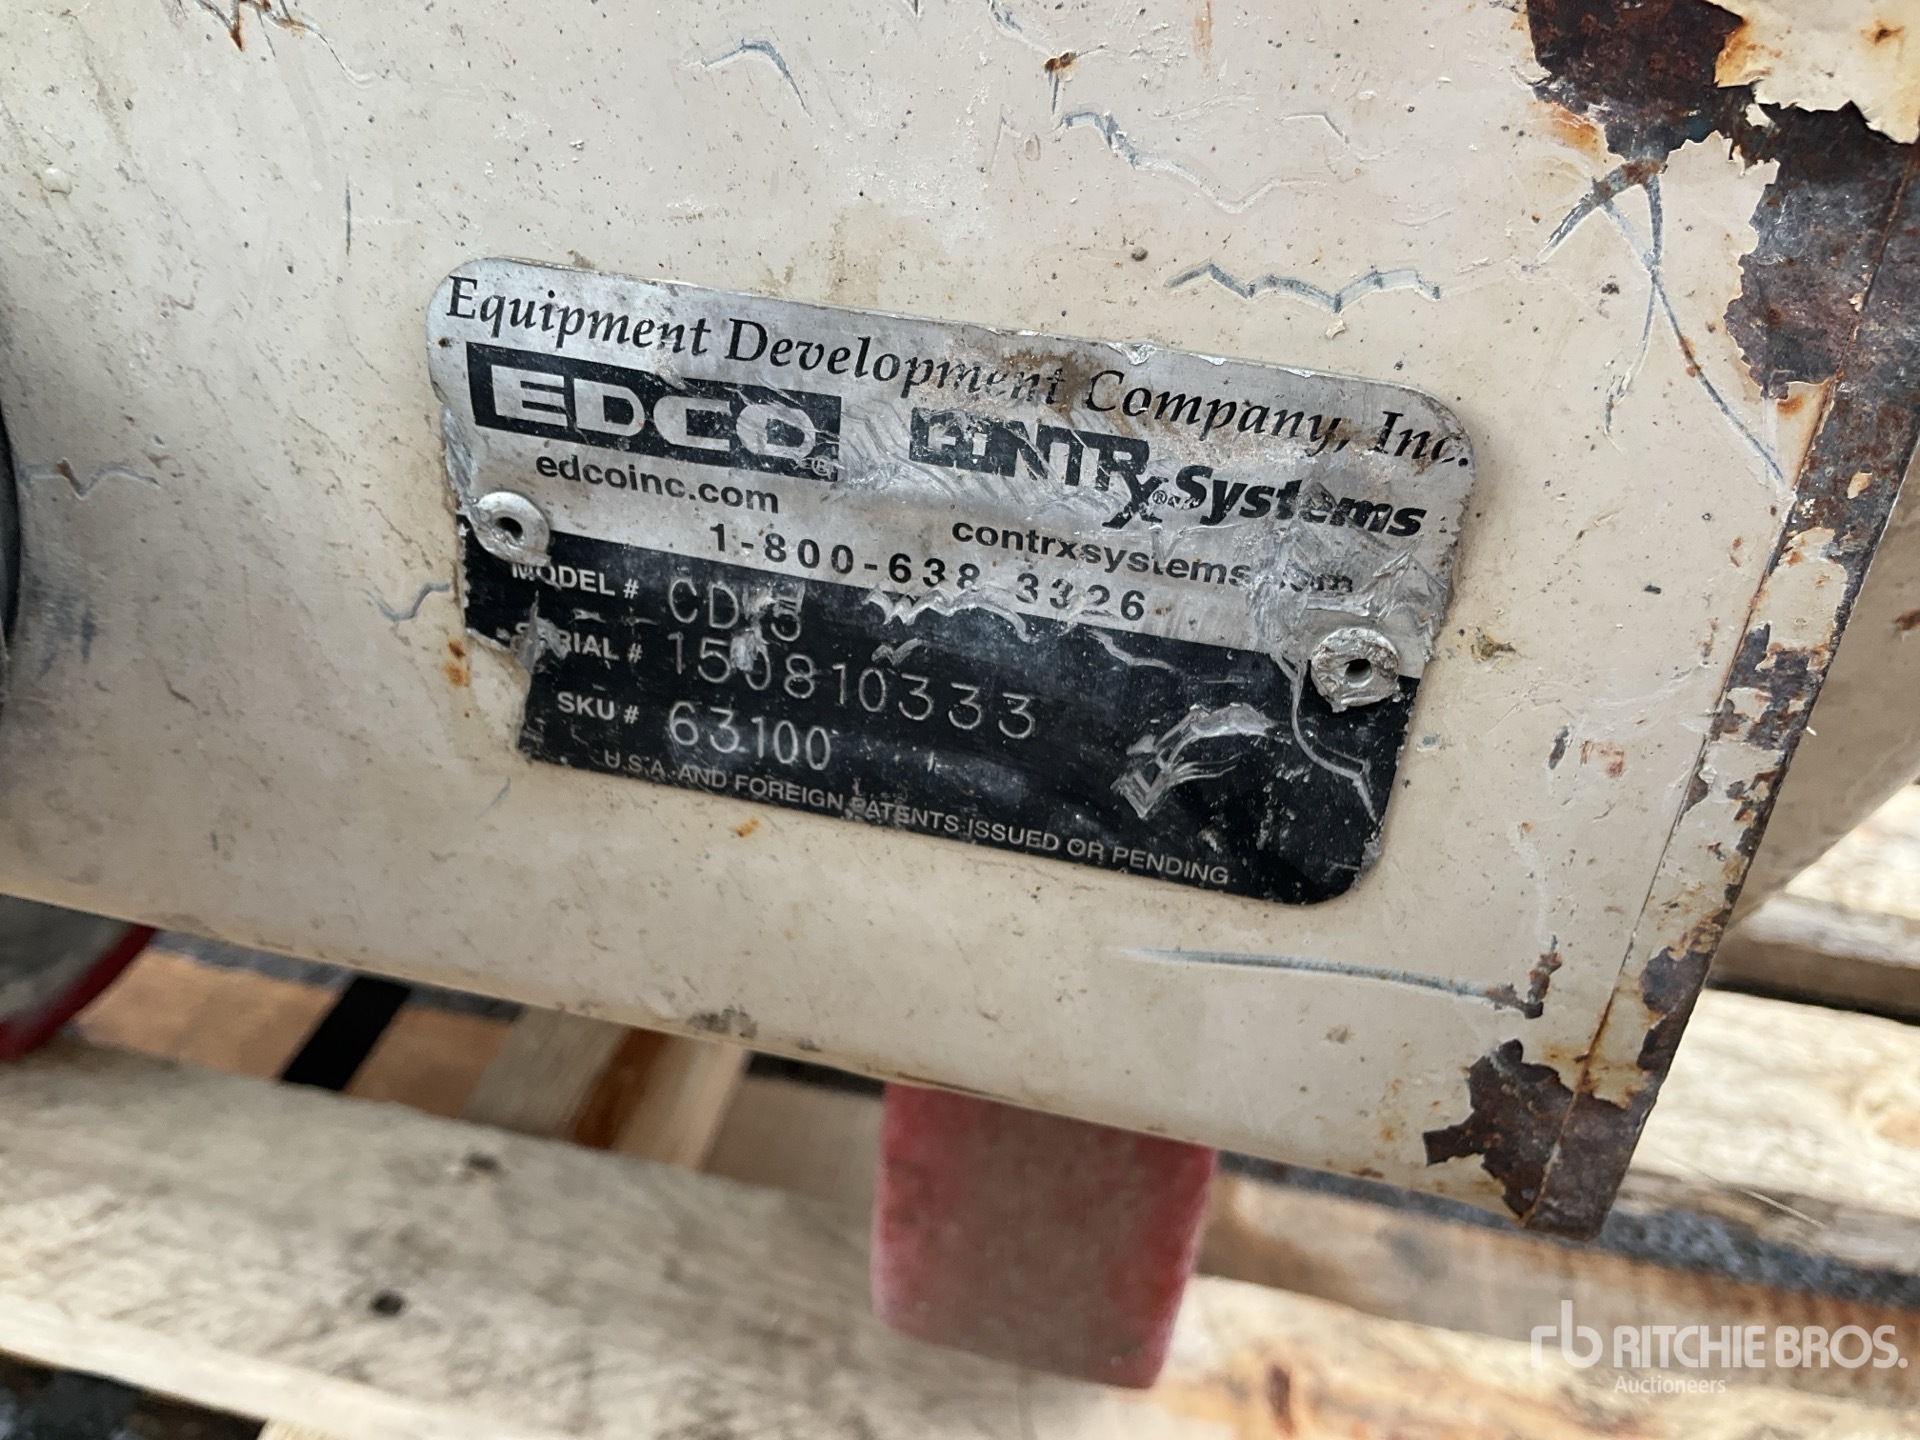 Equipment Development Company, Inc.
EDCO® CONTRx® Systems
edcoinc.com contrxsystems.com
1-800-638-3326
MODEL #
SERIAL # 150810333
SKU # 63100
U.S.A. AND FOREIGN PATENTS ISSUED OR PENDING
rb RITCHIE BROS.
Auctioneers